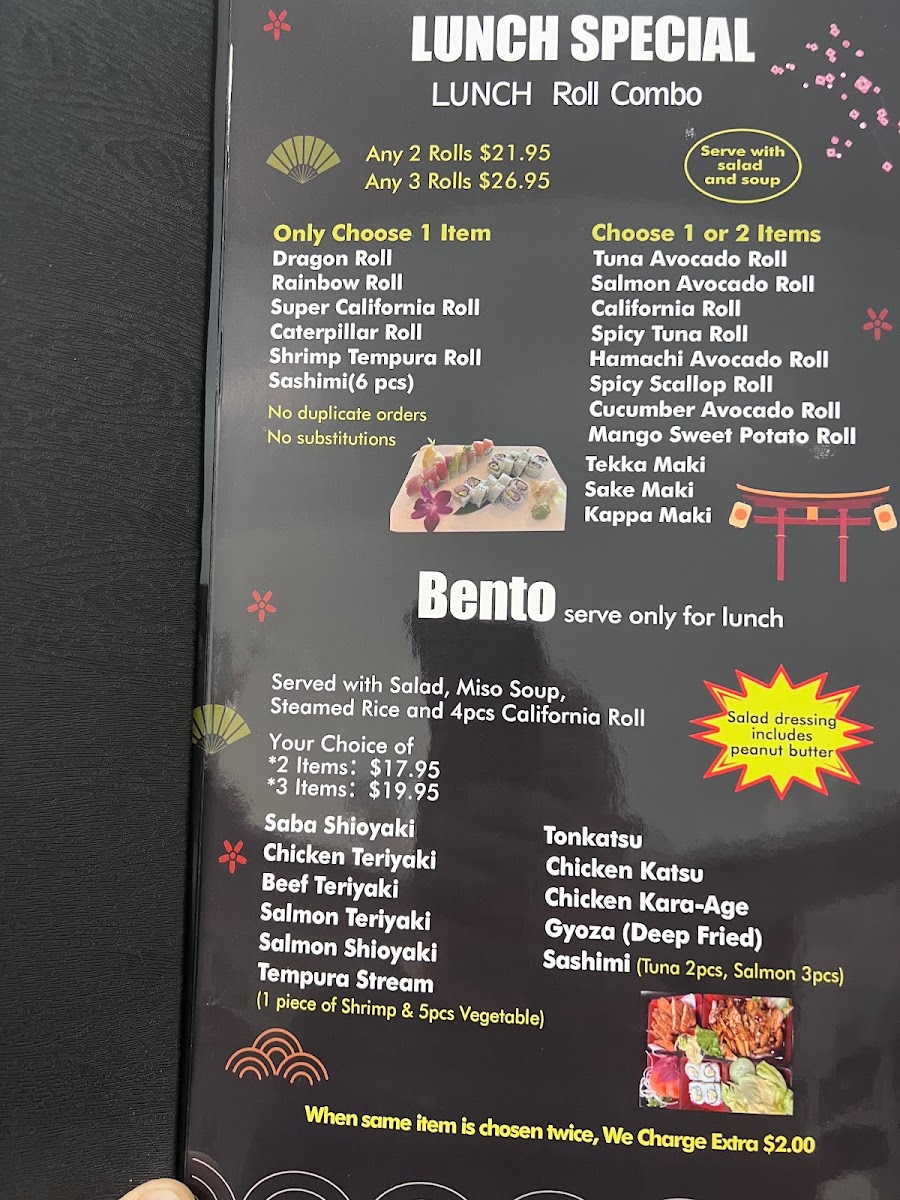 LUNCH SPECIAL
LUNCH Roll Combo
Any 2 Rolls $21.95
Any 3 Rolls $26.95
Serve with
salad
and soup
Only Choose 1 Item
Dragon Roll
Rainbow Roll
Super California Roll
Caterpillar Roll
Shrimp Tempura Roll
Sashimi(6 pcs)
No duplicate orders
No substitutions
Choose 1 or 2 Items
Tuna Avocado Roll
Salmon Avocado Roll
California Roll
Spicy Tuna Roll
Hamachi Avocado Roll
Spicy Scallop Roll
Cucumber Avocado Roll
Mango Sweet Potato Roll
Tekka Maki
Sake Maki
Kappa Maki
Bento serve only for lunch
Served with Salad, Miso Soup,
Steamed Rice and 4pcs California Roll
Your Choice of
*2 Items: $17.95
*3 Items: $19.95
Salad dressing
includes
peanut butter
Saba Shioyaki
Chicken Teriyaki
Beef Teriyaki
Salmon Teriyaki
Salmon Shioyaki
Tempura Stream
(1 piece of Shrimp & 5pcs Vegetable)
Tonkatsu
Chicken Katsu
Chicken Kara-Age
Gyoza (Deep Fried)
Sashimi (Tuna 2pcs, Salmon 3pcs)
When same item is chosen twice, We Charge Extra $2.00